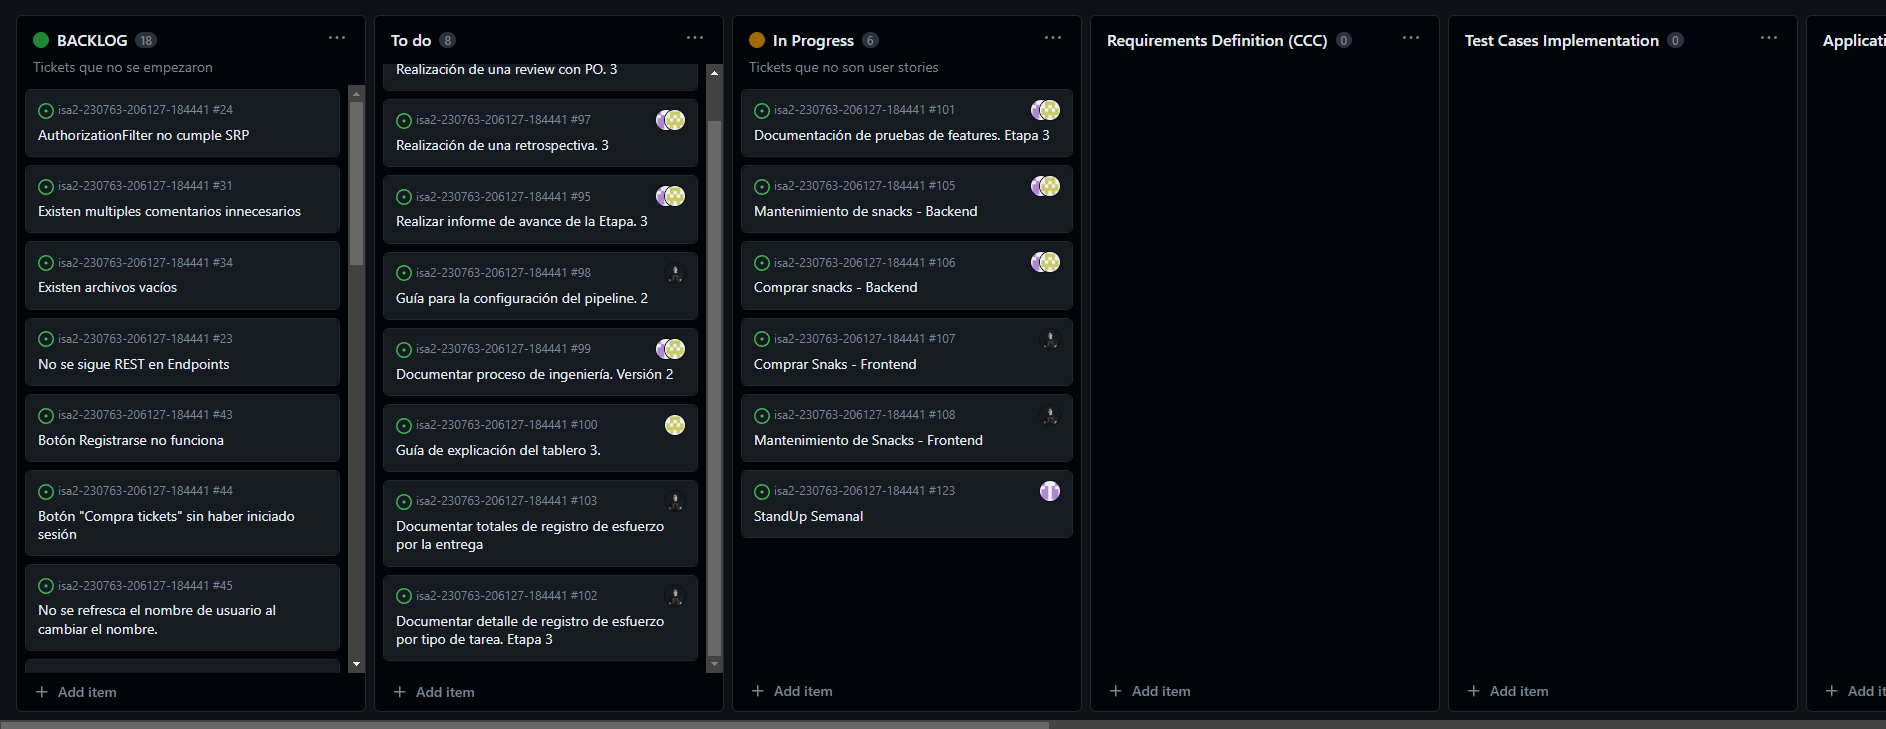 BACKLOG 18
Tickets que no se empezaron
isa2-230763-206127-184441 #24
AuthorizationFilter no cumple SRP
isa2-230763-206127-184441 #31
Existen multiples comentarios innecesarios
isa2-230763-206127-184441 #34
Existen archivos vacíos
isa2-230763-206127-184441 #23
No se sigue REST en Endpoints
isa2-230763-206127-184441 #43
Botón Registrarse no funciona
isa2-230763-206127-184441 #44
Botón "Compra tickets" sin haber iniciado
sesión
isa2-230763-206127-184441 #45
No se refresca el nombre de usuario al
cambiar el nombre.
Add item
To do 8
Realización de una review con PO. 3
isa2-230763-206127-184441 #97
Realización de una retrospectiva. 3
isa2-230763-206127-184441 #95
Realizar informe de avance de la Etapa. 3
isa2-230763-206127-184441 #98
Guía para la configuración del pipeline. 2
isa2-230763-206127-184441 #99
Documentar proceso de ingeniería. Versión 2
isa2-230763-206127-184441 #100
Guía de explicación del tablero 3.
isa2-230763-206127-184441 #103
Documentar totales de registro de esfuerzo
por la entrega
isa2-230763-206127-184441 #102
Documentar detalle de registro de esfuerzo
por tipo de tarea. Etapa 3
Add item
In Progress 6
Tickets que no son user stories
isa2-230763-206127-184441 #101
Documentación de pruebas de features. Etapa 3
isa2-230763-206127-184441 #105
Mantenimiento de snacks - Backend
isa2-230763-206127-184441 #106
Comprar snacks - Backend
isa2-230763-206127-184441 #107
Comprar Snaks - Frontend
isa2-230763-206127-184441 #108
Mantenimiento de Snacks - Frontend
isa2-230763-206127-184441 #123
StandUp Semanal
Add item
Requirements Definition (CCC) 0
Add item
Test Cases Implementation 0
Add item
Applicati
Add it